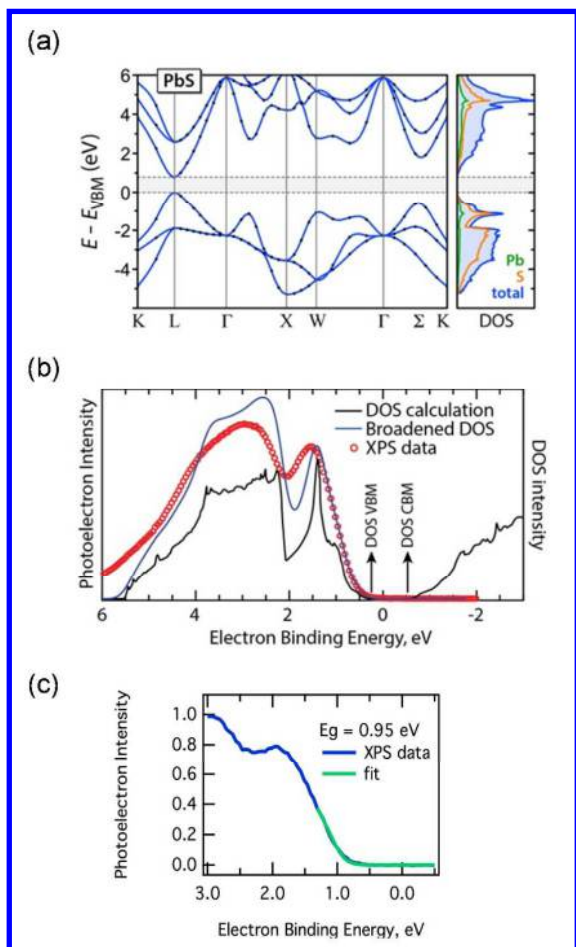 (a)
PbS
E – E_VBM (eV)
6
4
2
0
-2
-4
K L Γ X W Γ Σ K
Pb
S
total
DOS
(b)
Photoelectron Intensity
DOS calculation
Broadened DOS
XPS data
DOS VBM
DOS CBM
DOS intensity
6 4 2 0 -2
Electron Binding Energy, eV
(c)
Photoelectron Intensity
1.0
0.8
0.6
0.4
0.2
0.0
Eg = 0.95 eV
XPS data
fit
3.0 2.0 1.0 0.0
Electron Binding Energy, eV